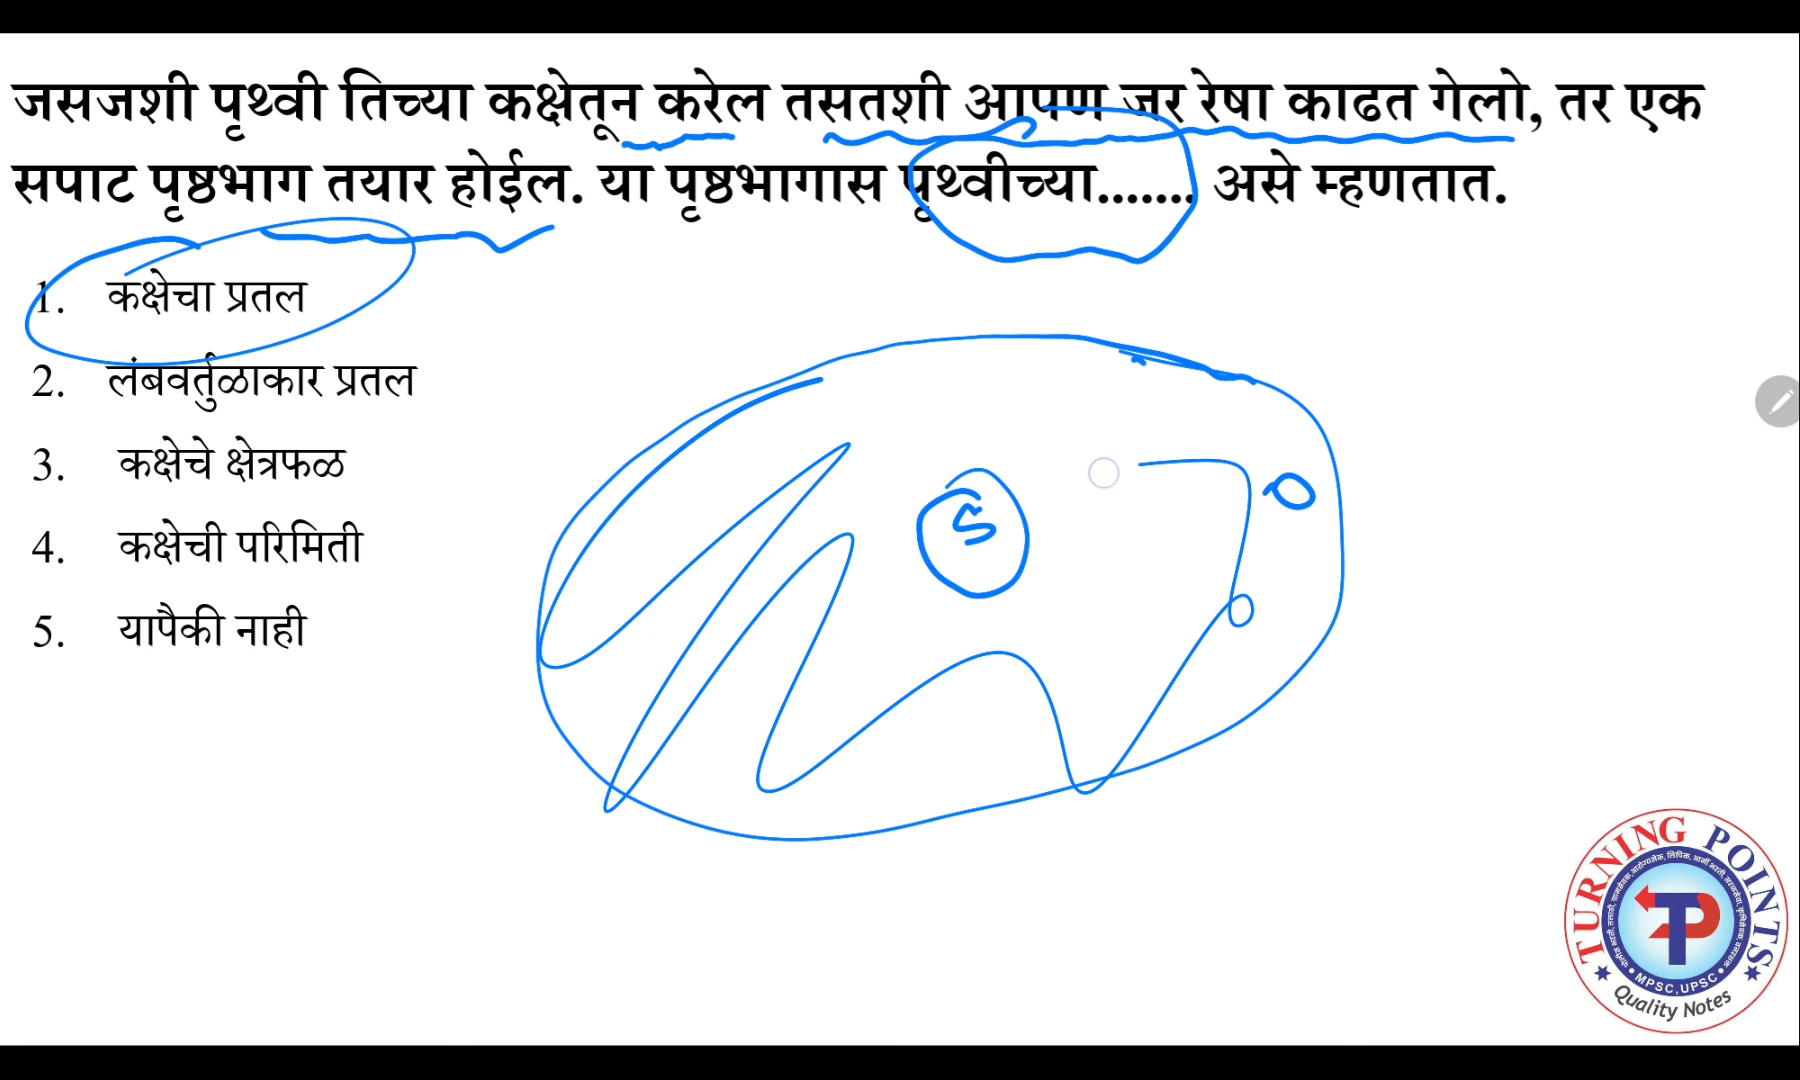 जसजशी पृथ्वी तिच्या कक्षेतून करेल तसतशी आपण जर रेषा काढत गेलो, तर एक
सपाट पृष्ठभाग तयार होईल. या पृष्ठभागास पृथ्वीच्या....... असे म्हणतात.
1. कक्षेचा प्रतल
2. लंबवर्तुळाकार प्रतल
3. कक्षेचे क्षेत्रफळ
4. कक्षेची परिमिती
5. यापैकी नाही
S
TURNING POINTS
TP
MPSC, UPSC
Quality Notes